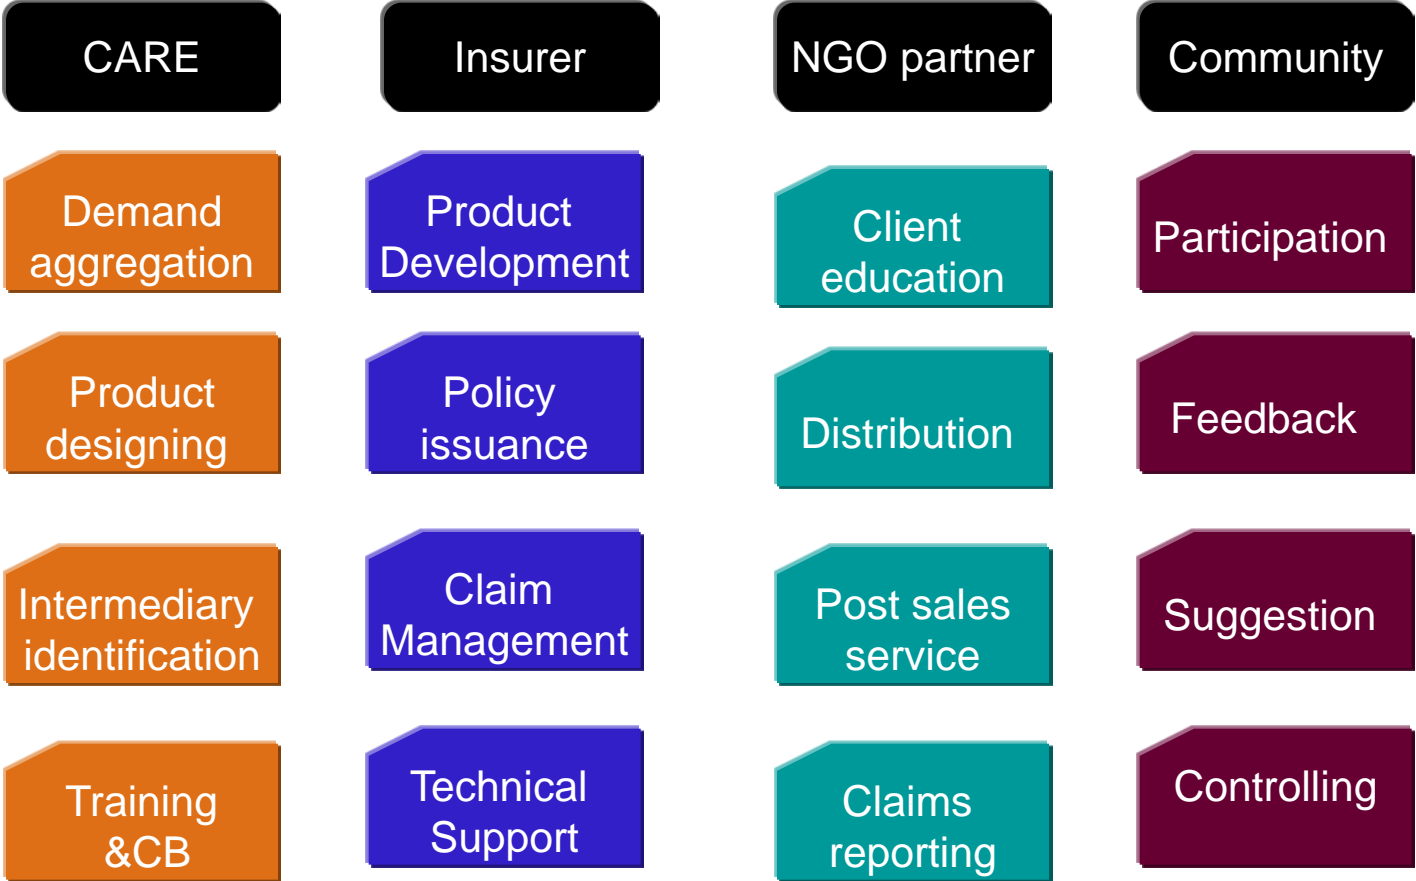 CARE
Insurer
NGO partner
Community
Demand
aggregation
Product
Development
Client
education
Participation
Product
designing
Policy
issuance
Distribution
Feedback
Intermediary
identification
Claim
Management
Post sales
service
Suggestion
Training
&CB
Technical
Support
Claims
reporting
Controlling